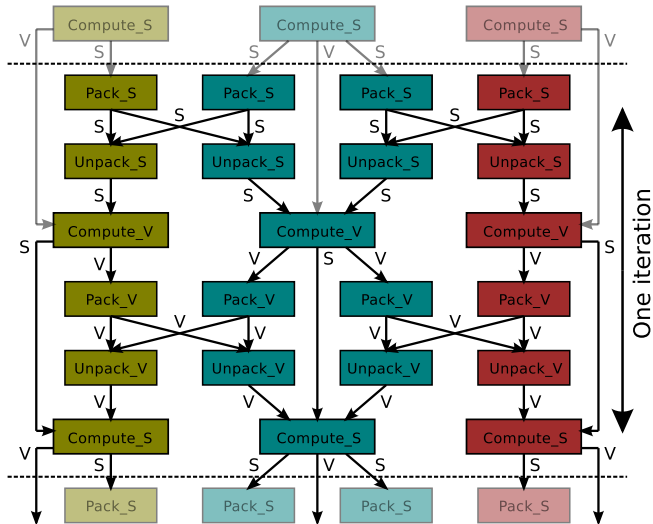 Compute_S Compute_S Compute_S
V S S V S S V
Pack_S Pack_S Pack_S Pack_S
S S S S S S
Unpack_S Unpack_S Unpack_S Unpack_S
S S S S
Compute_V Compute_V Compute_V
S V V S V V S
Pack_V Pack_V Pack_V Pack_V
V V V V V V
Unpack_V Unpack_V Unpack_V Unpack_V
V V V V
Compute_S Compute_S Compute_S
V S S V S S V
Pack_S Pack_S Pack_S Pack_S
One iteration